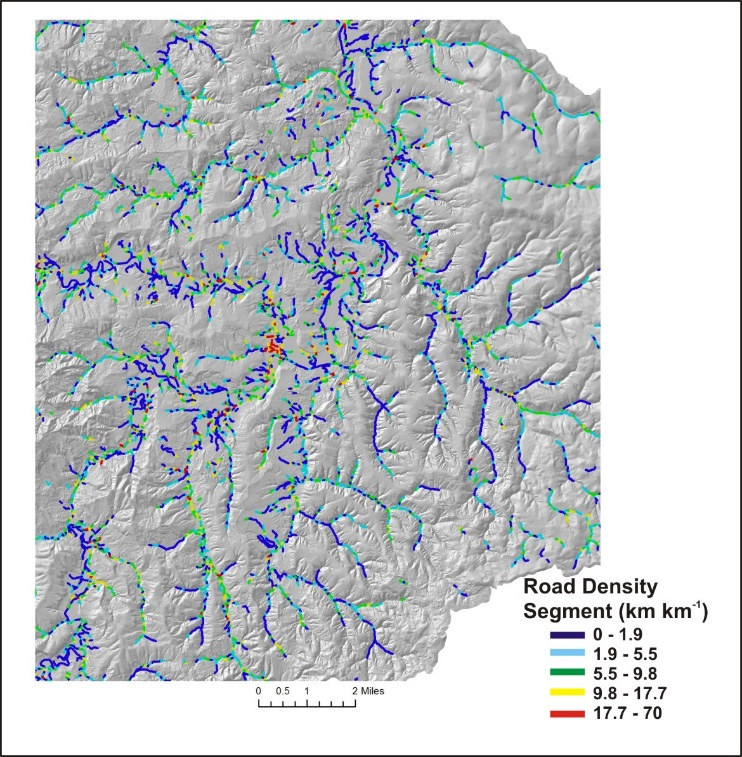 Road Density
Segment (km km⁻¹)
0 - 1.9
1.9 - 5.5
5.5 - 9.8
9.8 - 17.7
17.7 - 70
0 0.5 1 2 Miles